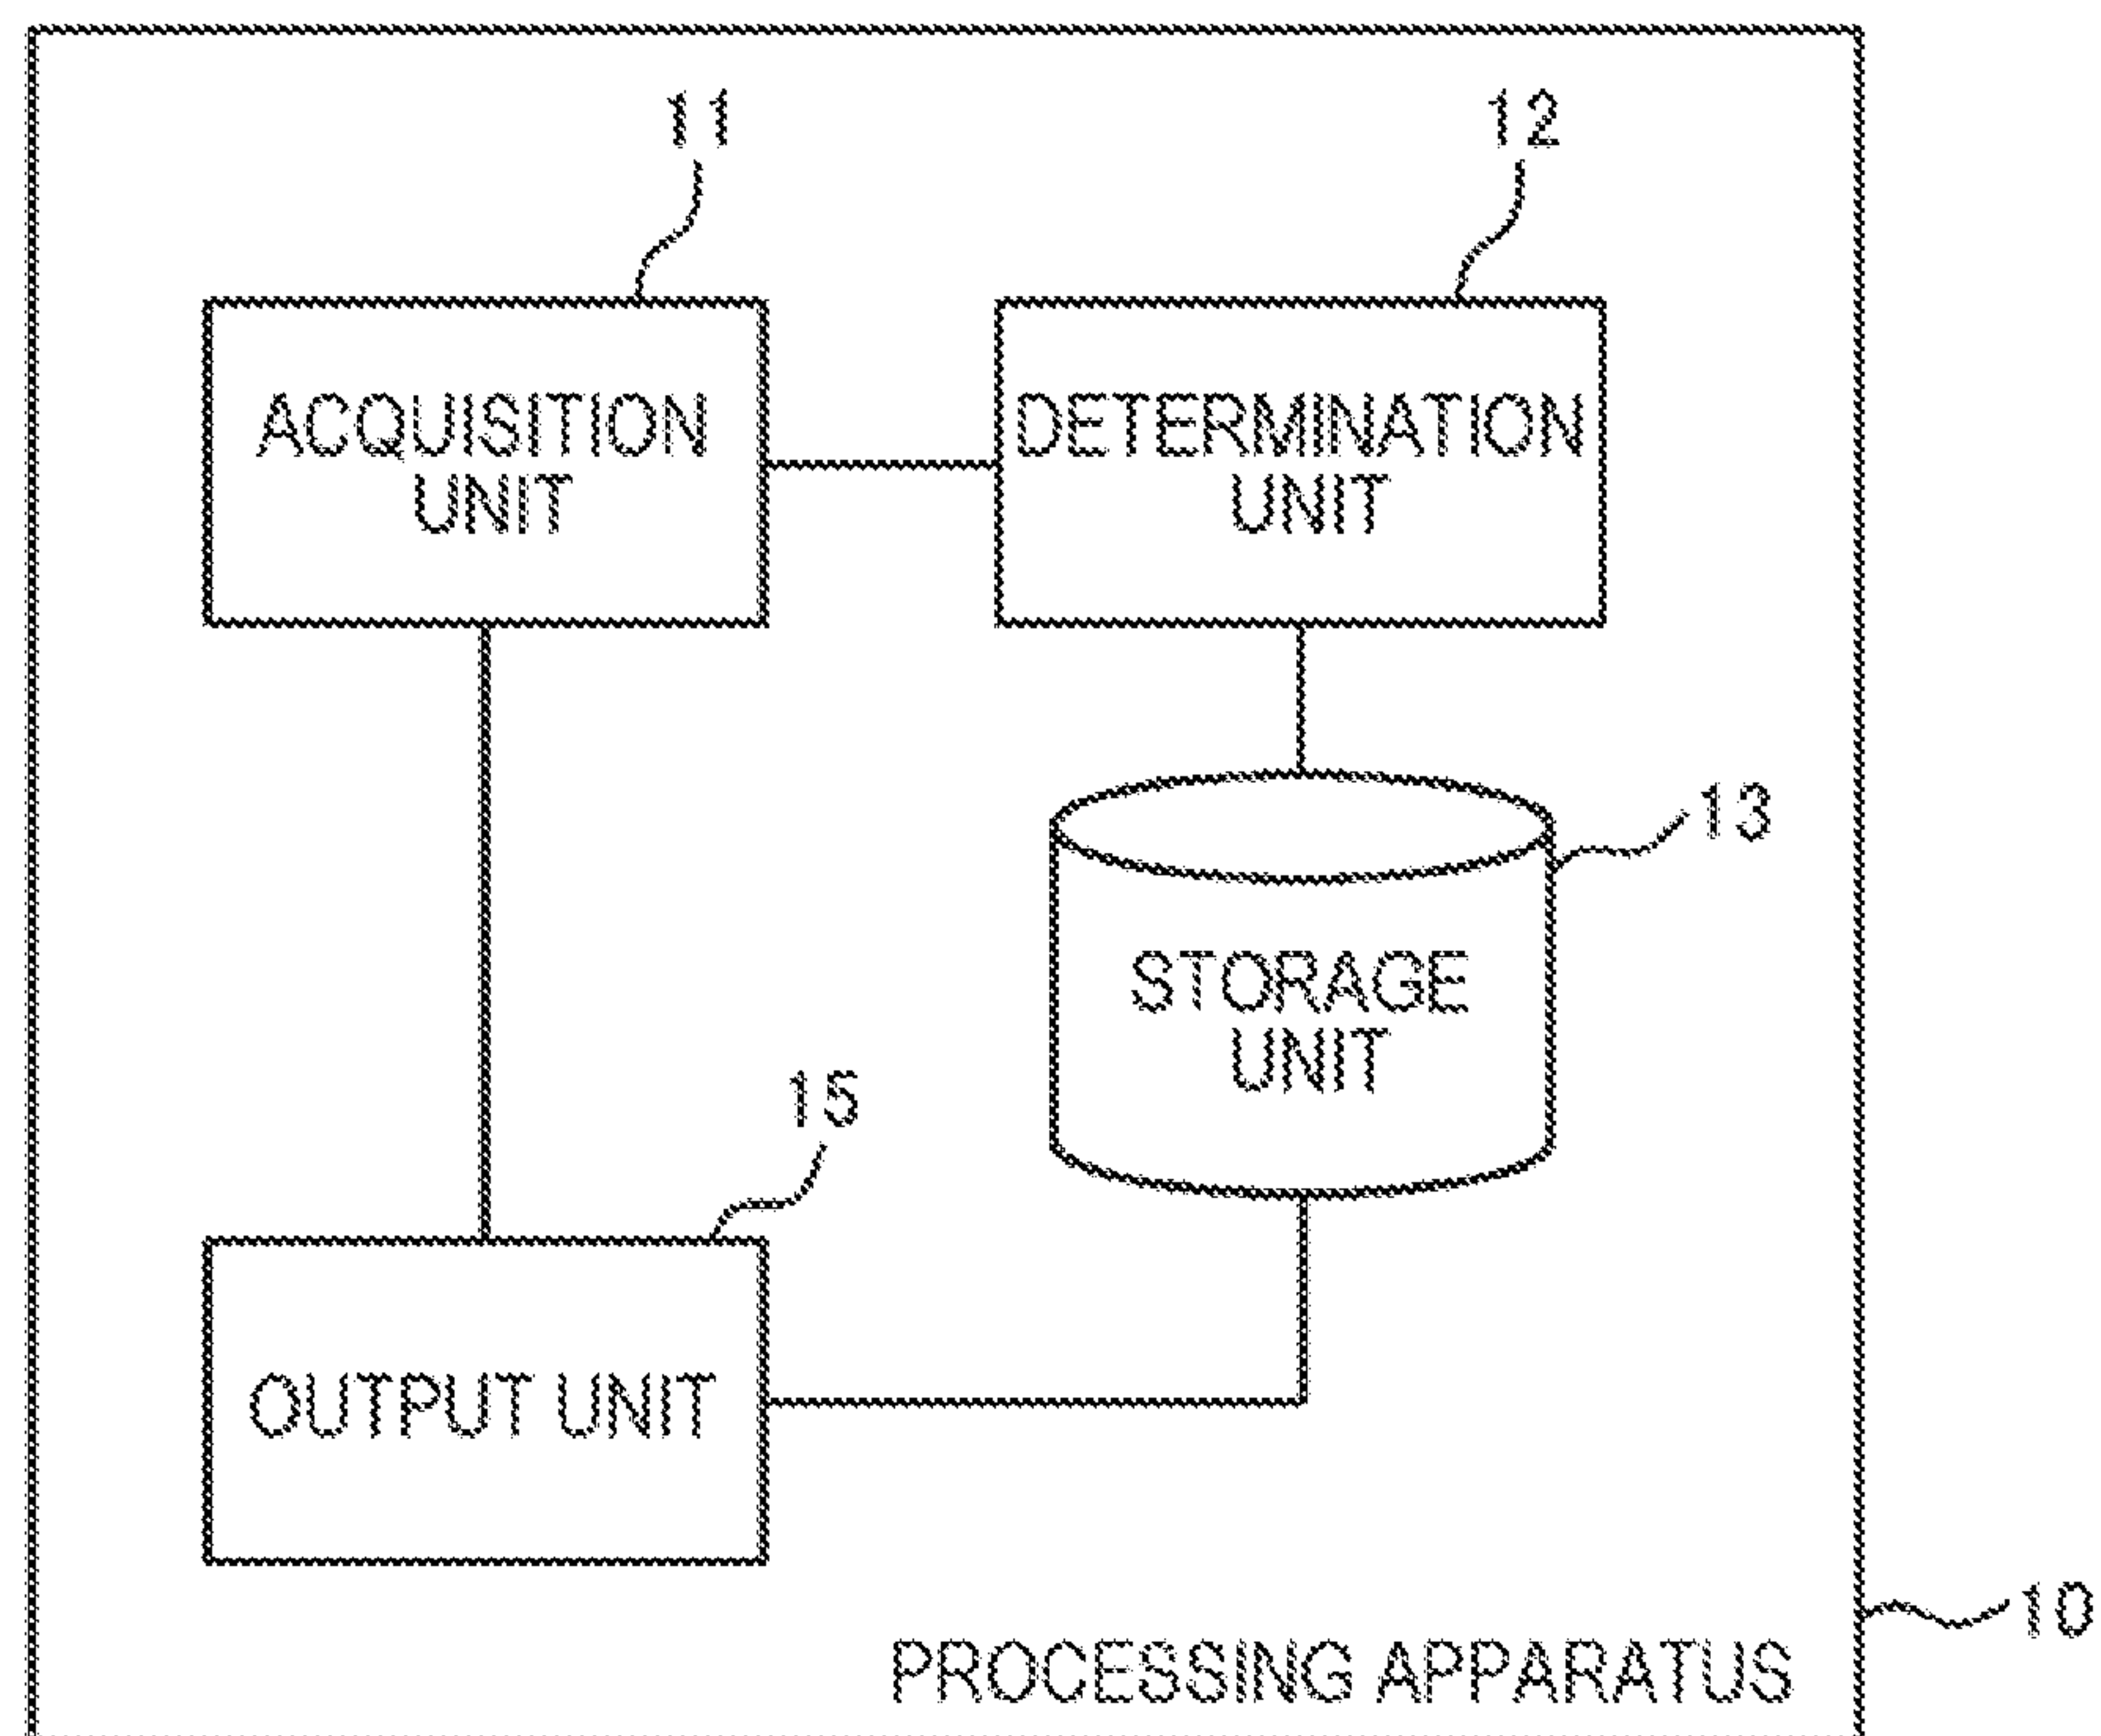 11
12
ACQUISITION
UNIT
DETERMINATION
UNIT
13
STORAGE
UNIT
15
OUTPUT UNIT
10
PROCESSING APPARATUS